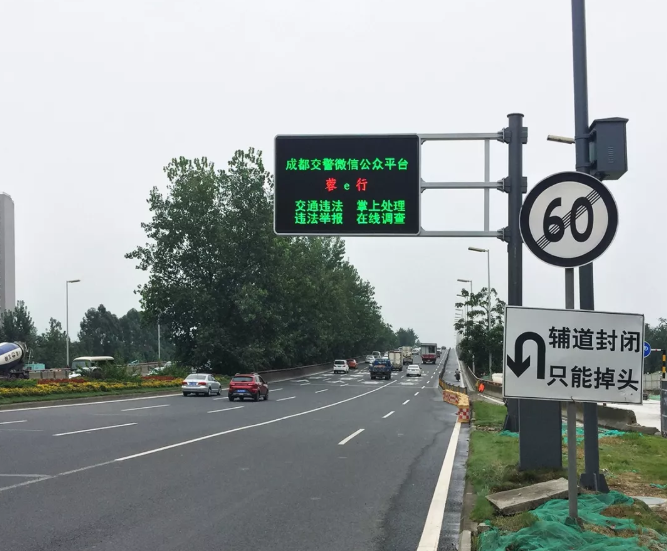 成都交警微信公众平台
蓉e行
交通违法 掌上处理
违法举报 在线调查
60
辅道封闭
只能掉头